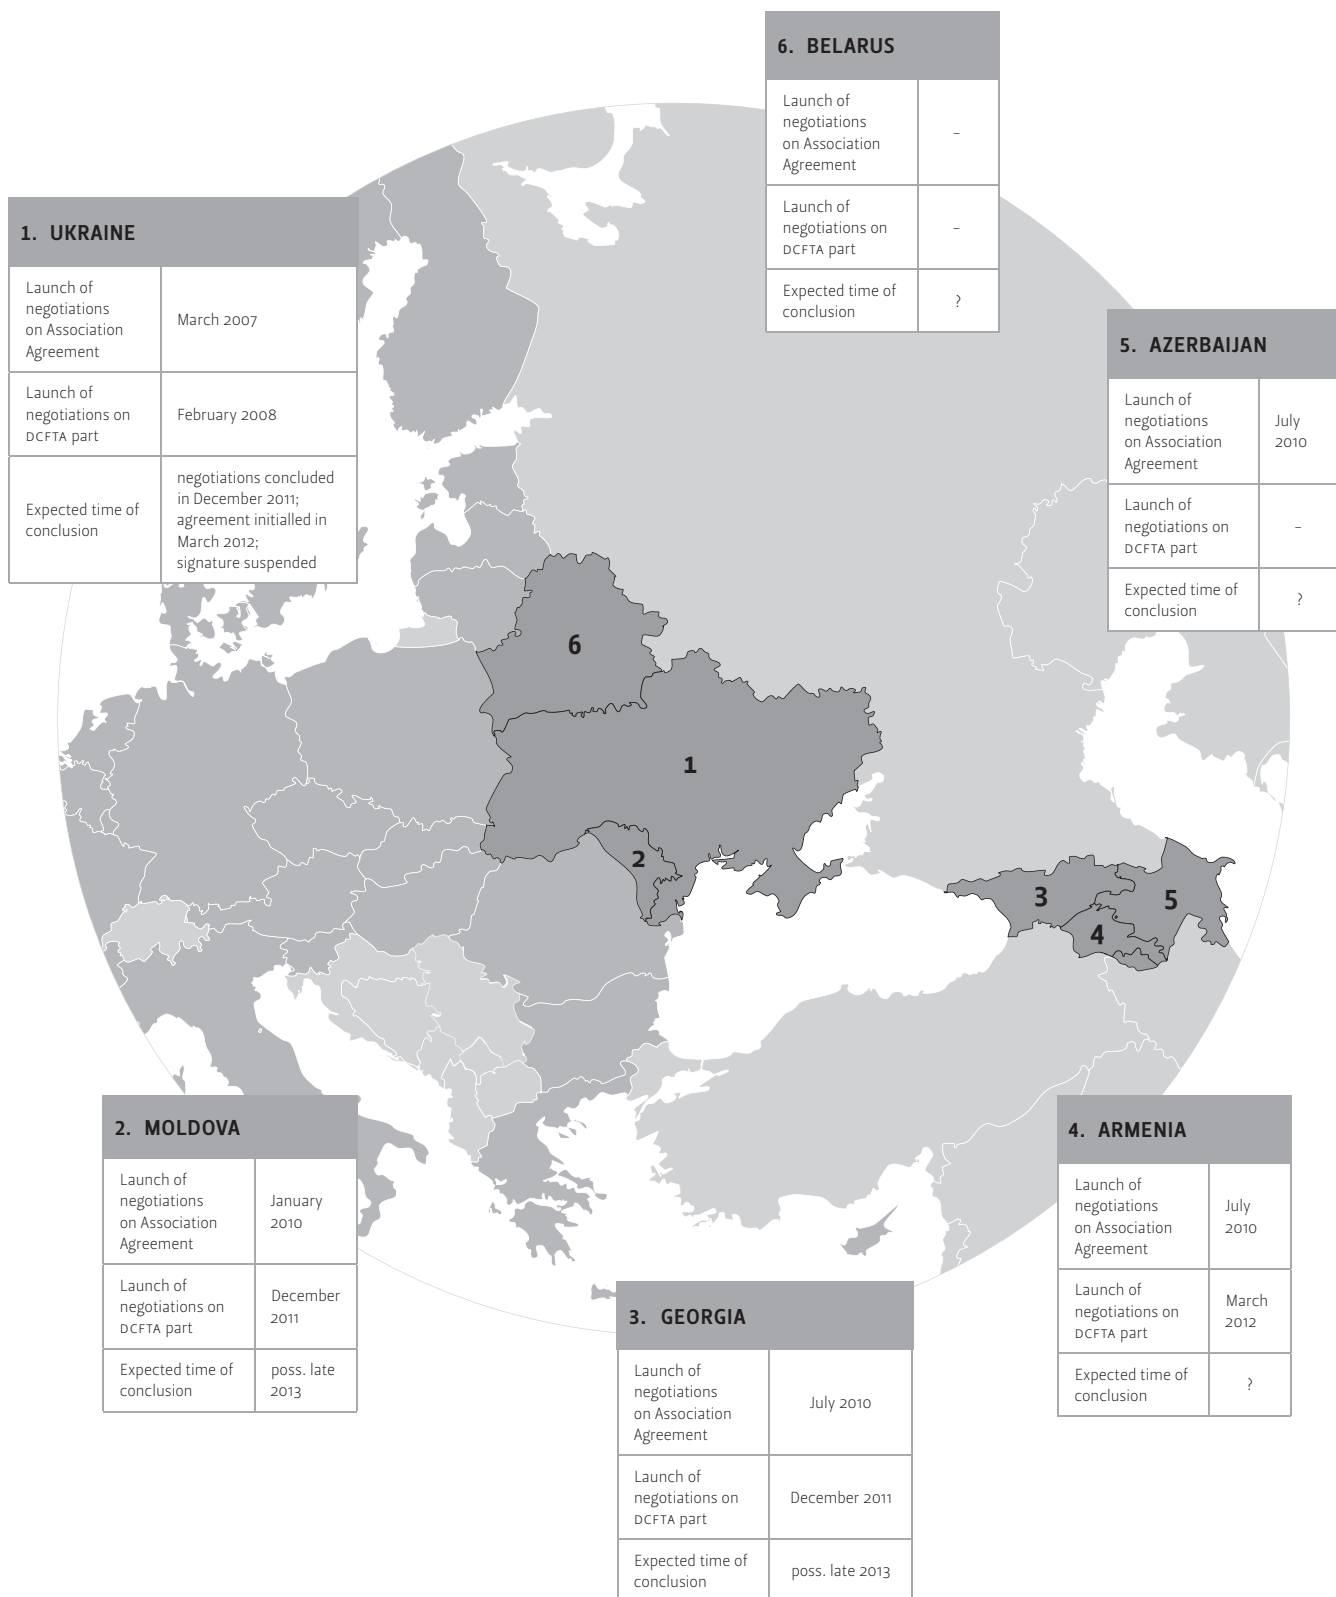 6. BELARUS
Launch of
negotiations
on Association
Agreement
–
Launch of
negotiations on
DCFTA part
–
Expected time of
conclusion
?
1. UKRAINE
Launch of
negotiations
on Association
Agreement
March 2007
Launch of
negotiations on
DCFTA part
February 2008
Expected time of
conclusion
negotiations concluded
in December 2011;
agreement initialled in
March 2012;
signature suspended
5. AZERBAIJAN
Launch of
negotiations
on Association
Agreement
July
2010
Launch of
negotiations on
DCFTA part
–
Expected time of
conclusion
?
6
1
2
3
5
4
2. MOLDOVA
Launch of
negotiations
on Association
Agreement
January
2010
Launch of
negotiations on
DCFTA part
December
2011
Expected time of
conclusion
poss. late
2013
4. ARMENIA
Launch of
negotiations
on Association
Agreement
July
2010
Launch of
negotiations on
DCFTA part
March
2012
Expected time of
conclusion
?
3. GEORGIA
Launch of
negotiations
on Association
Agreement
July 2010
Launch of
negotiations on
DCFTA part
December 2011
Expected time of
conclusion
poss. late 2013